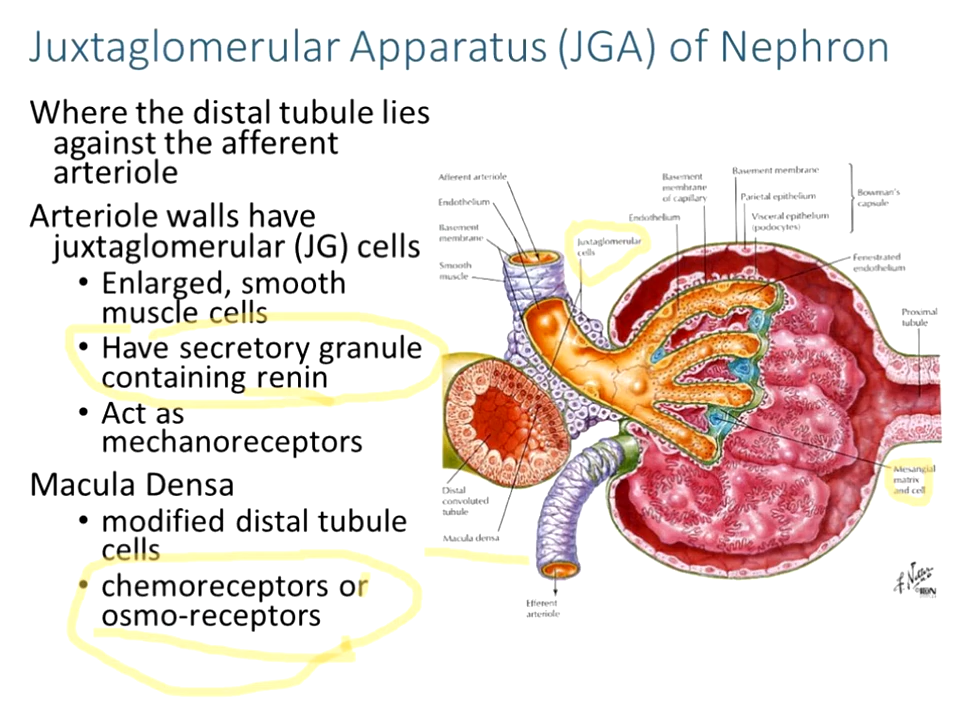 Juxtaglomerular Apparatus (JGA) of Nephron
Where the distal tubule lies
against the afferent
arteriole
Arteriole walls have
juxtaglomerular (JG) cells
• Enlarged, smooth
muscle cells
• Have secretory granule
containing renin
• Act as
mechanoreceptors
Macula Densa
• modified distal tubule
cells
• chemoreceptors or
osmo-receptors
Afferent arteriole
Endothelium
Basement
membrane
Smooth
muscle
Juxtaglomerular
cells
Endothelium
Basement
membrane
of capillary
Basement membrane
Parietal epithelium
Visceral epithelium
(podocytes)
Bowman's
capsule
Fenestrated
endothelium
Proximal
tubule
Mesangial
matrix
and cell
Distal
convoluted
tubule
Macula densa
Efferent
arteriole